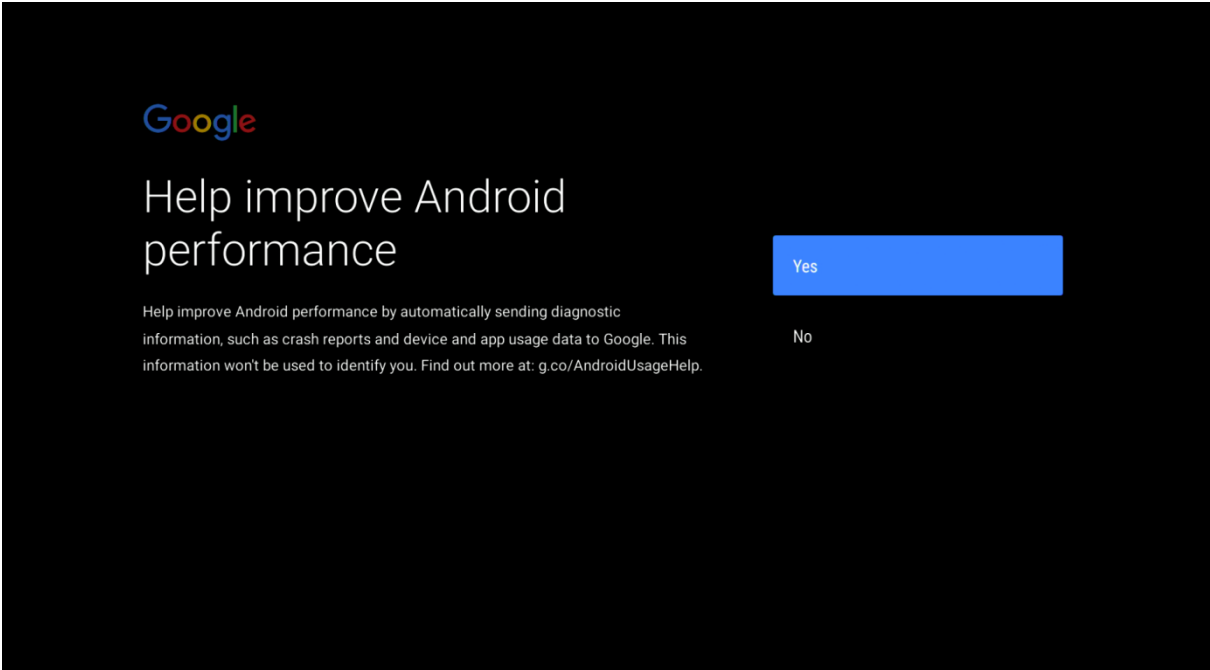 Google
Help improve Android
performance
Help improve Android performance by automatically sending diagnostic
information, such as crash reports and device and app usage data to Google. This
information won't be used to identify you. Find out more at: g.co/AndroidUsageHelp.
Yes
No